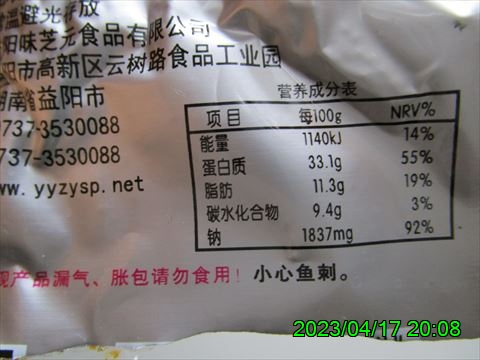 温避光存放
阳味芝元食品有限公司
阳市高新区云树路食品工业园
湖南省益阳市
0737-3530088
0737-3530088
ww.yyzysp.net
营养成分表
项目 每100g NRV%
能量 1140kJ 14%
蛋白质 33.1g 55%
脂肪 11.3g 19%
碳水化合物 9.4g 3%
钠 1837mg 92%
现产品漏气、胀包请勿食用！小心鱼刺。
2023/04/17 20:08